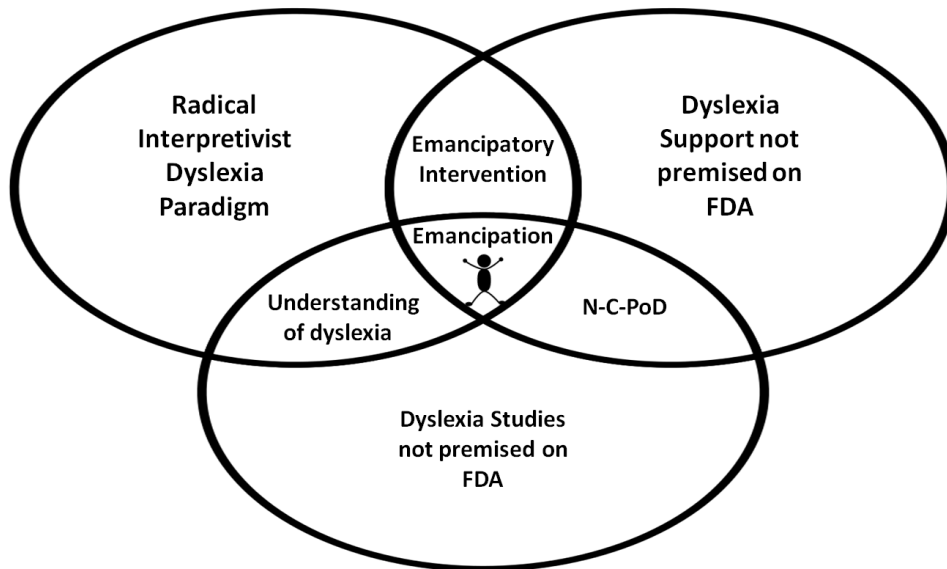 Radical
Interpretivist
Dyslexia
Paradigm
Emancipatory
Intervention
Dyslexia
Support not
premised on
FDA
Emancipation
Understanding
of dyslexia
N-C-PoD
Dyslexia Studies
not premised on
FDA